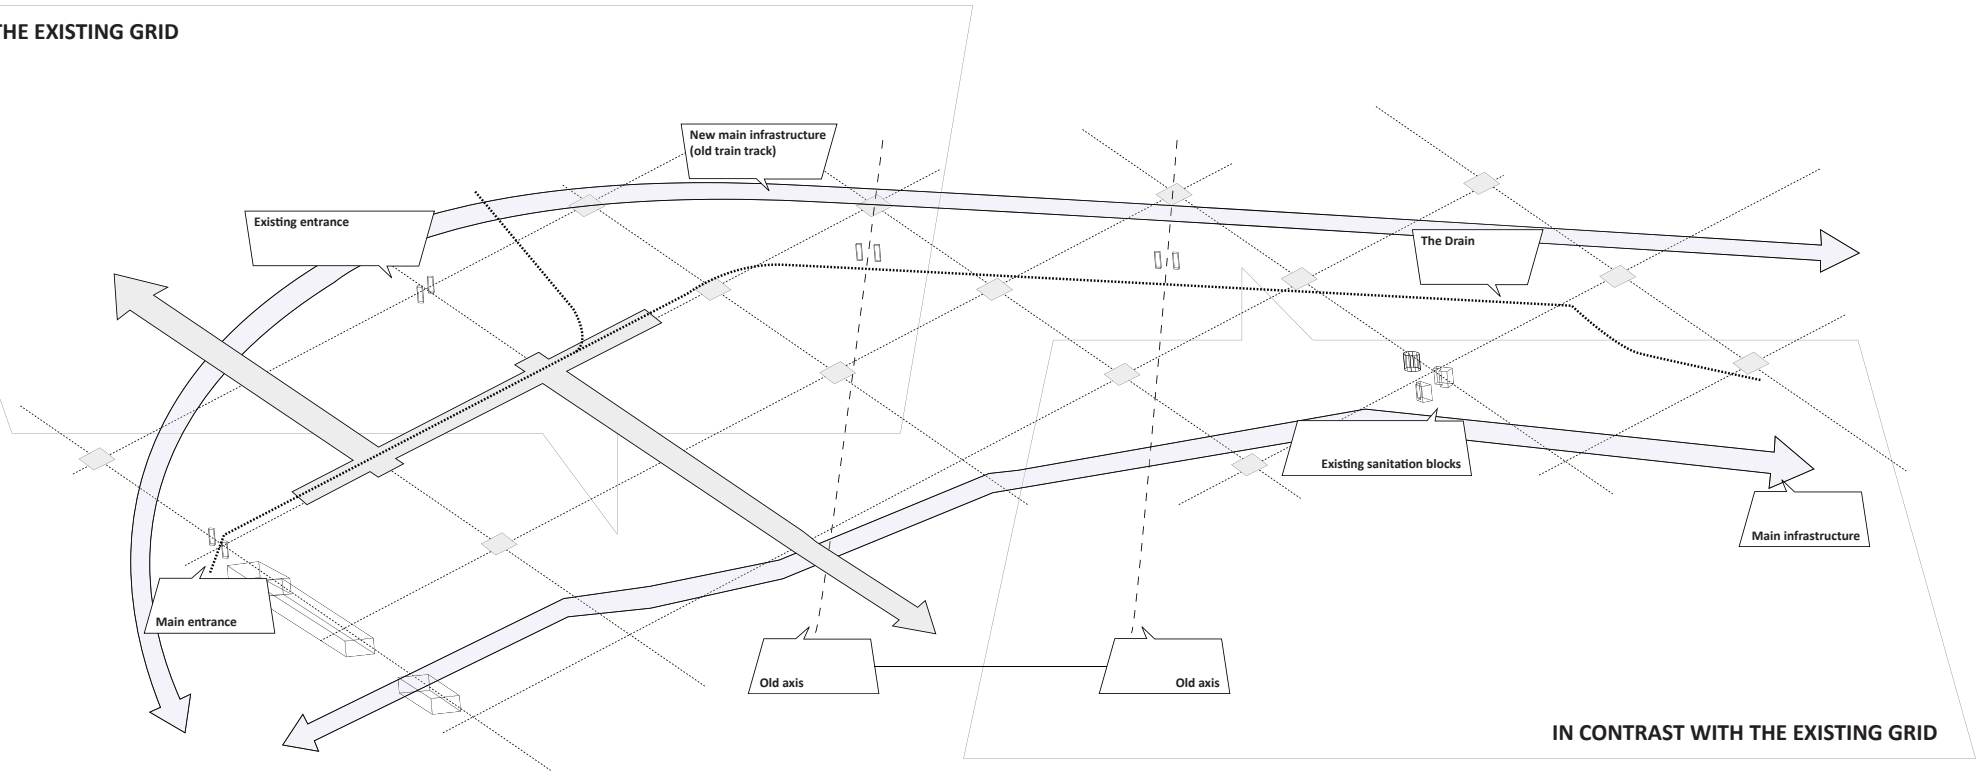 THE EXISTING GRID
New main infrastructure
(old train track)
Existing entrance
The Drain
Existing sanitation blocks
Main infrastructure
Main entrance
Old axis
Old axis
IN CONTRAST WITH THE EXISTING GRID